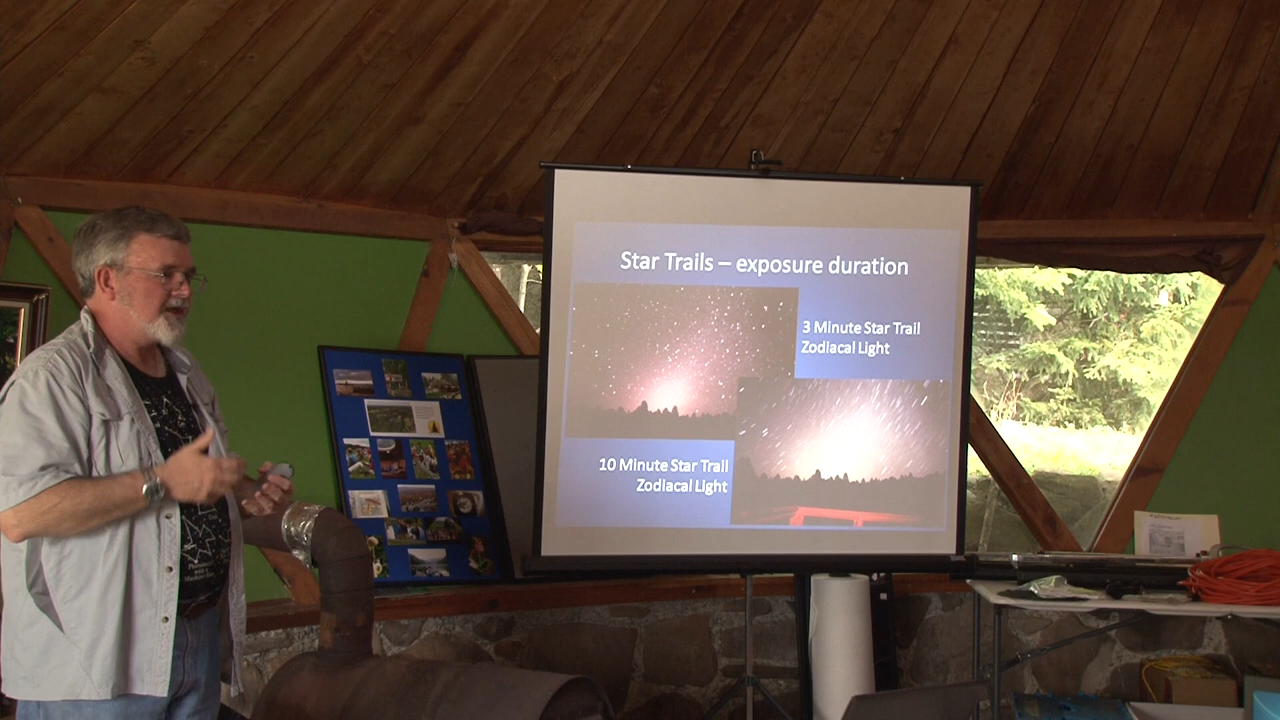 Star Trails – exposure duration
3 Minute Star Trail
Zodiacal Light
10 Minute Star Trail
Zodiacal Light